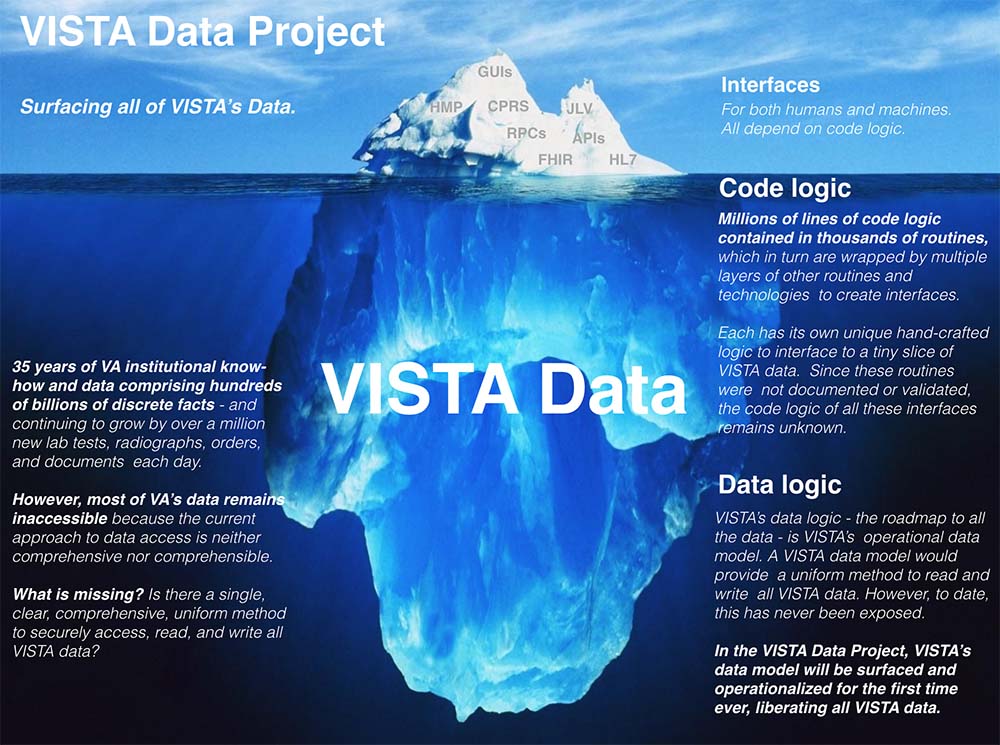 VISTA Data Project
Surfacing all of VISTA's Data.
GUIs
HMP
CPRS
JLV
RPCs
APIs
FHIR
HL7
Interfaces
For both humans and machines.
All depend on code logic.
Code logic
Millions of lines of code logic
contained in thousands of routines,
which in turn are wrapped by multiple
layers of other routines and
technologies to create interfaces.
Each has its own unique hand-crafted
logic to interface to a tiny slice of
VISTA data. Since these routines
were not documented or validated,
the code logic of all these interfaces
remains unknown.
VISTA Data
35 years of VA institutional know-
how and data comprising hundreds
of billions of discrete facts - and
continuing to grow by over a million
new lab tests, radiographs, orders,
and documents each day.
However, most of VA's data remains
inaccessible because the current
approach to data access is neither
comprehensive nor comprehensible.
What is missing? Is there a single,
clear, comprehensive, uniform method
to securely access, read, and write all
VISTA data?
Data logic
VISTA's data logic - the roadmap to all
the data - is VISTA's operational data
model. A VISTA data model would
provide a uniform method to read and
write all VISTA data. However, to date,
this has never been exposed.
In the VISTA Data Project, VISTA's
data model will be surfaced and
operationalized for the first time
ever, liberating all VISTA data.